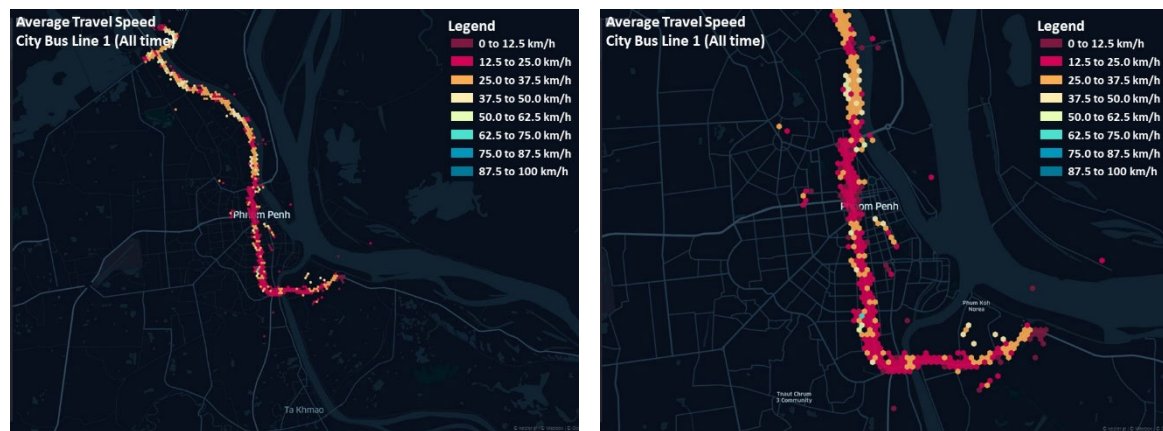 Average Travel Speed
City Bus Line 1 (All time)
Legend
0 to 12.5 km/h
12.5 to 25.0 km/h
25.0 to 37.5 km/h
37.5 to 50.0 km/h
50.0 to 62.5 km/h
62.5 to 75.0 km/h
75.0 to 87.5 km/h
87.5 to 100 km/h
Phnom Penh
Ta Khmao
Average Travel Speed
City Bus Line 1 (All time)
Legend
0 to 12.5 km/h
12.5 to 25.0 km/h
25.0 to 37.5 km/h
37.5 to 50.0 km/h
50.0 to 62.5 km/h
62.5 to 75.0 km/h
75.0 to 87.5 km/h
87.5 to 100 km/h
Phnom Penh
Phum Koh
Norea
Tnout Chrum
3 Community